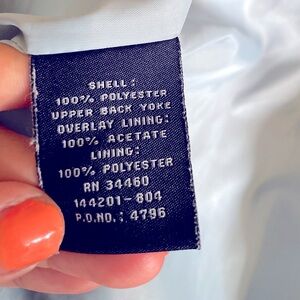 SHELL:
100% POLYESTER
UPPER BACK YOKE
OVERLAY LINING:
100% ACETATE
LINING:
100% POLYESTER
RN 34460
144201-804
P.O.NO.: 4796